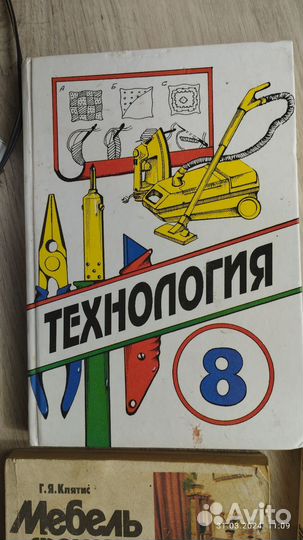 А Б С
ТЕХНОЛОГИЯ
8
Г. Я. Клятис
Мебель
31.03.2024 11:09
Avito